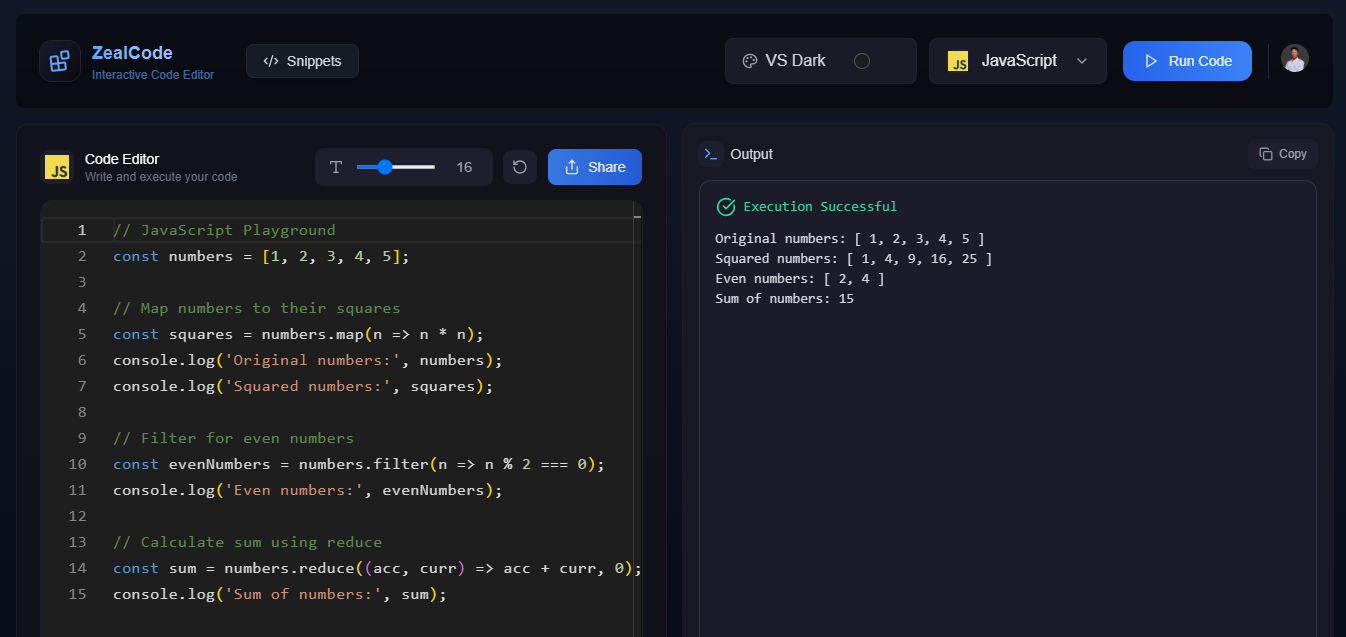 ZealCode
Interactive Code Editor
</> Snippets
VS Dark
JS JavaScript
Run Code
JS
Code Editor
Write and execute your code
T 16
Share
1 // JavaScript Playground
2 const numbers = [1, 2, 3, 4, 5];
3
4 // Map numbers to their squares
5 const squares = numbers.map(n => n * n);
6 console.log('Original numbers:', numbers);
7 console.log('Squared numbers:', squares);
8
9 // Filter for even numbers
10 const evenNumbers = numbers.filter(n => n % 2 === 0);
11 console.log('Even numbers:', evenNumbers);
12
13 // Calculate sum using reduce
14 const sum = numbers.reduce((acc, curr) => acc + curr, 0);
15 console.log('Sum of numbers:', sum);
>_ Output
Copy
Execution Successful
Original numbers: [ 1, 2, 3, 4, 5 ]
Squared numbers: [ 1, 4, 9, 16, 25 ]
Even numbers: [ 2, 4 ]
Sum of numbers: 15